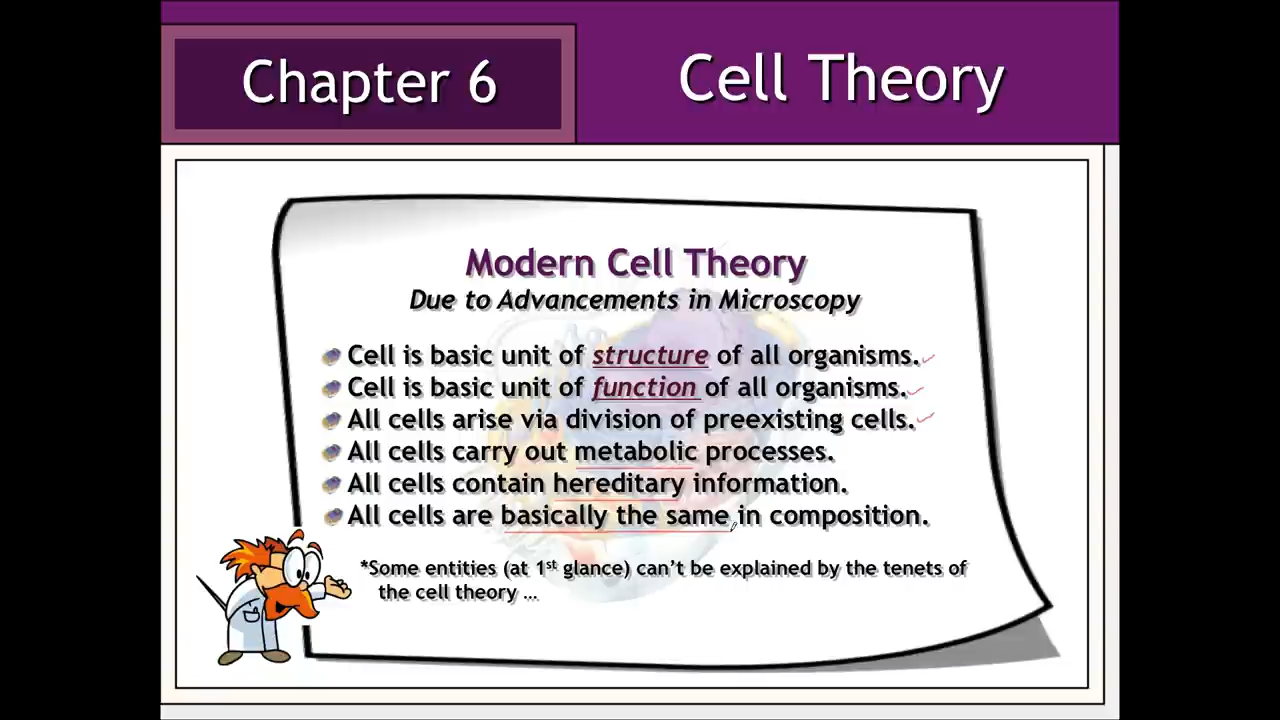 Chapter 6
Cell Theory
Modern Cell Theory
Due to Advancements in Microscopy
Cell is basic unit of structure of all organisms.
Cell is basic unit of function of all organisms.
All cells arise via division of preexisting cells.
All cells carry out metabolic processes.
All cells contain hereditary information.
All cells are basically the same in composition.
*Some entities (at 1st glance) can't be explained by the tenets of
the cell theory ...